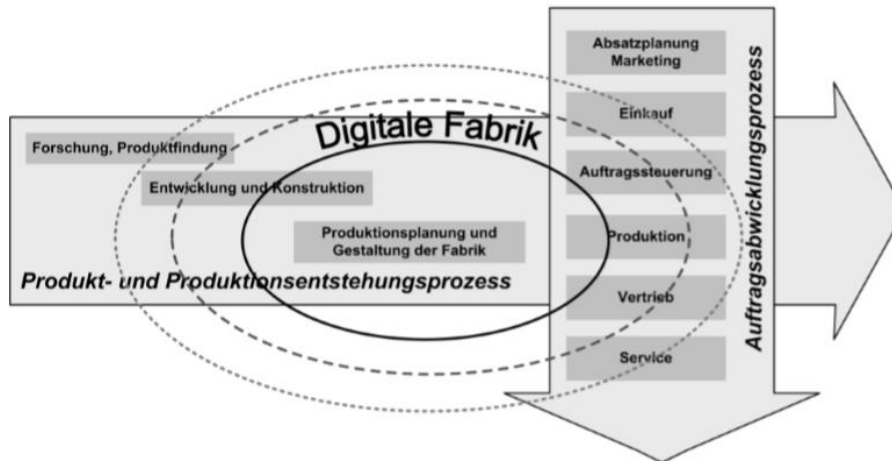 Absatzplanung
Marketing
Digitale Fabrik
Einkauf
Forschung, Produktfindung
Auftragssteuerung
Entwicklung und Konstruktion
Produktionsplanung und
Gestaltung der Fabrik
Produktion
Produkt- und Produktionsentstehungsprozess
Vertrieb
Service
Auftragsabwicklungsprozess